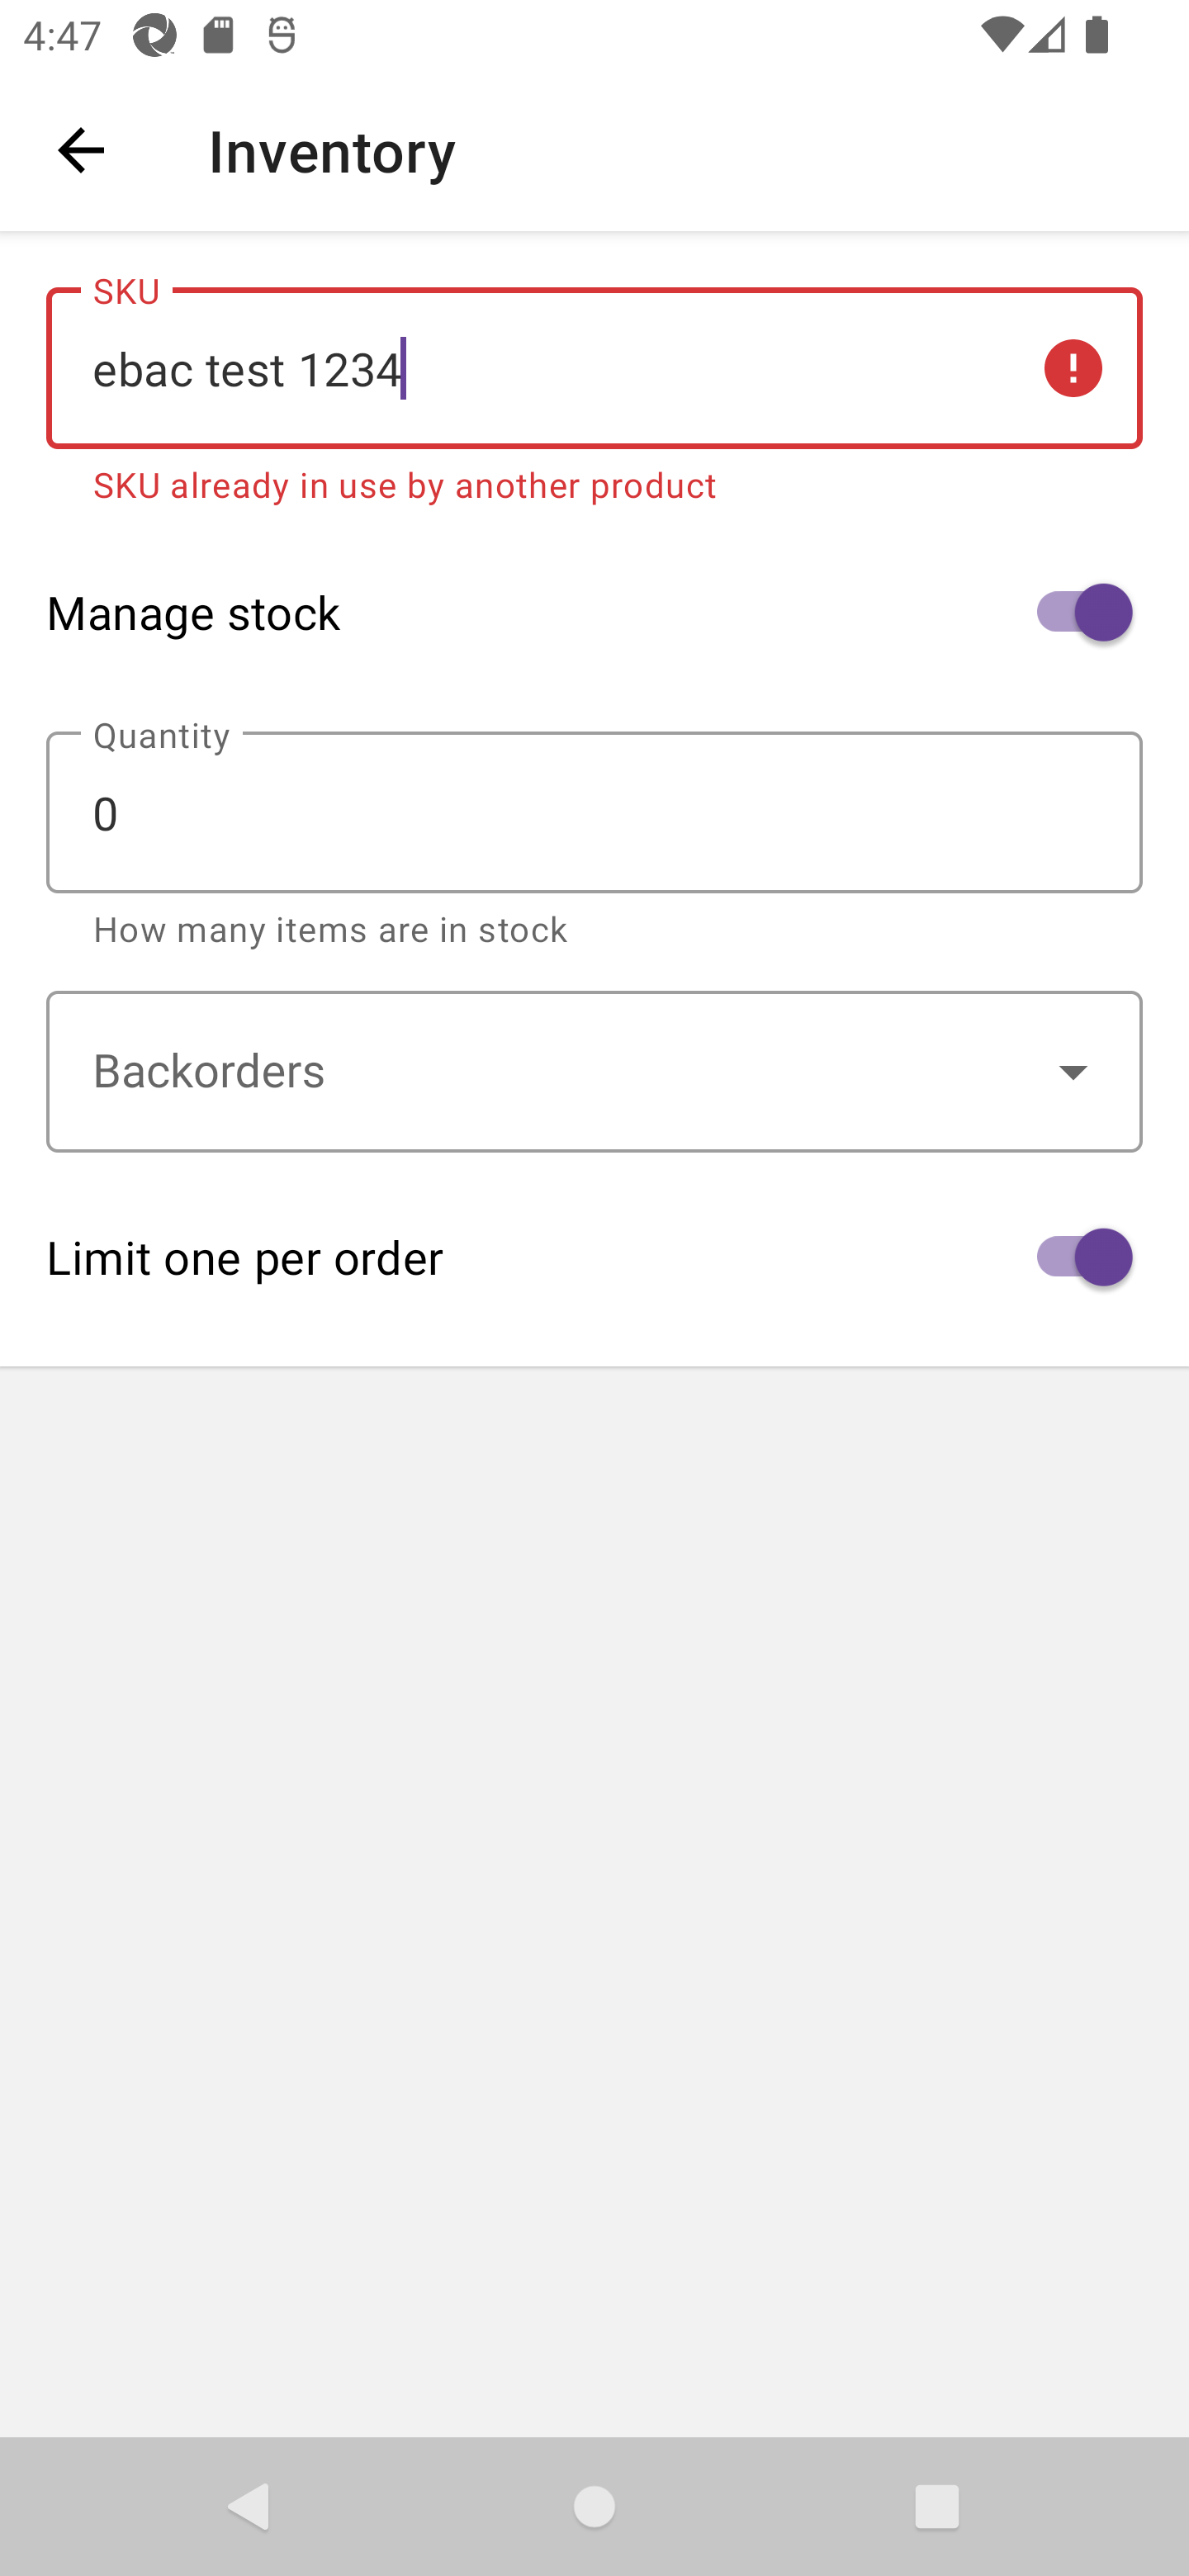 4:47
Inventory
SKU
ebac test 1234
SKU already in use by another product
Manage stock
Quantity
0
How many items are in stock
Backorders
Limit one per order